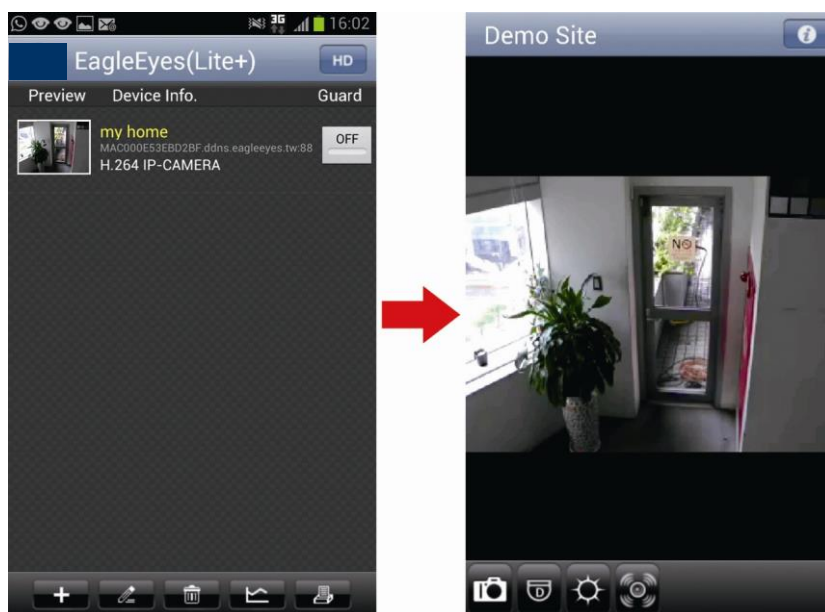 3G
16:02
EagleEyes(Lite+)
HD
Preview Device Info. Guard
my home
MAC000E53EBD2BF.ddns.eagleeyes.tw:88
H.264 IP-CAMERA
OFF
Demo Site
i
NO
D